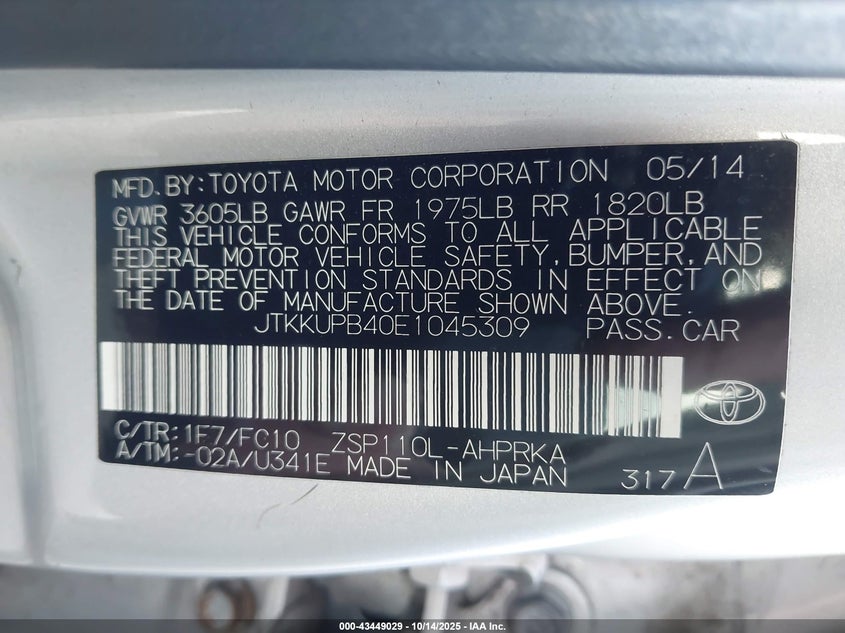 MFD. BY: TOYOTA MOTOR CORPORATION 05/14
GVWR 3605LB GAWR FR 1975LB RR 1820LB
THIS VEHICLE CONFORMS TO ALL APPLICABLE
FEDERAL MOTOR VEHICLE SAFETY, BUMPER, AND
THEFT PREVENTION STANDARDS IN EFFECT ON
THE DATE OF MANUFACTURE SHOWN ABOVE.
JTKKUPB40E1045309 PASS. CAR
C/TR: 1F7/FC10 ZSP110L-AHPRKA
A/TM: -02A/U341E MADE IN JAPAN 317 A
000-43449029 - 10/14/2025 - IAA Inc.